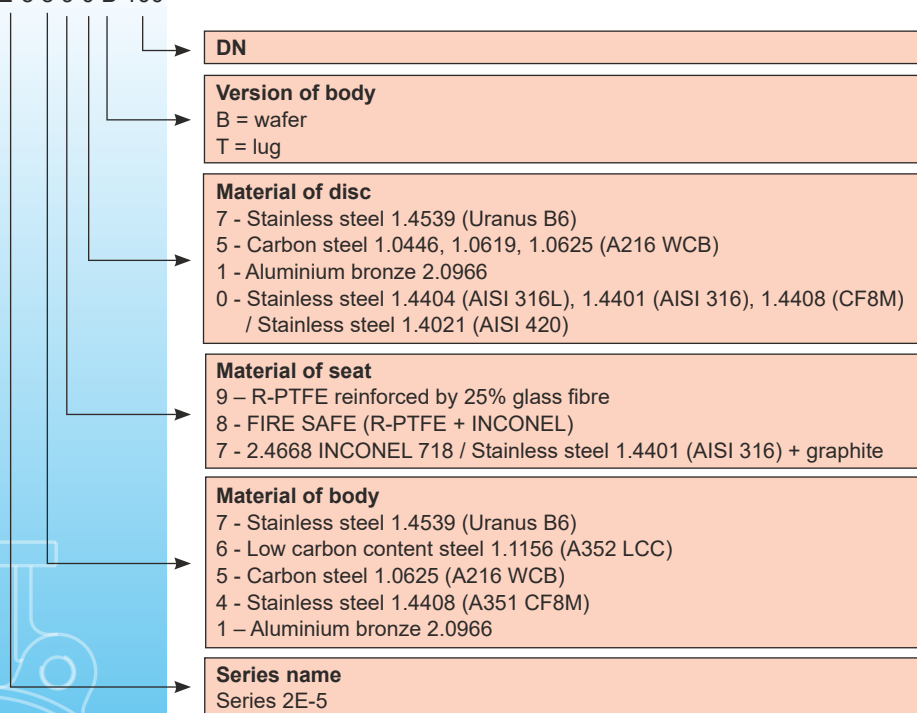 DN
Version of body
B = wafer
T = lug
Material of disc
7 - Stainless steel 1.4539 (Uranus B6)
5 - Carbon steel 1.0446, 1.0619, 1.0625 (A216 WCB)
1 - Aluminium bronze 2.0966
0 - Stainless steel 1.4404 (AISI 316L), 1.4401 (AISI 316), 1.4408 (CF8M)
/ Stainless steel 1.4021 (AISI 420)
Material of seat
9 – R-PTFE reinforced by 25% glass fibre
8 - FIRE SAFE (R-PTFE + INCONEL)
7 - 2.4668 INCONEL 718 / Stainless steel 1.4401 (AISI 316) + graphite
Material of body
7 - Stainless steel 1.4539 (Uranus B6)
6 - Low carbon content steel 1.1156 (A352 LCC)
5 - Carbon steel 1.0625 (A216 WCB)
4 - Stainless steel 1.4408 (A351 CF8M)
1 – Aluminium bronze 2.0966
Series name
Series 2E-5